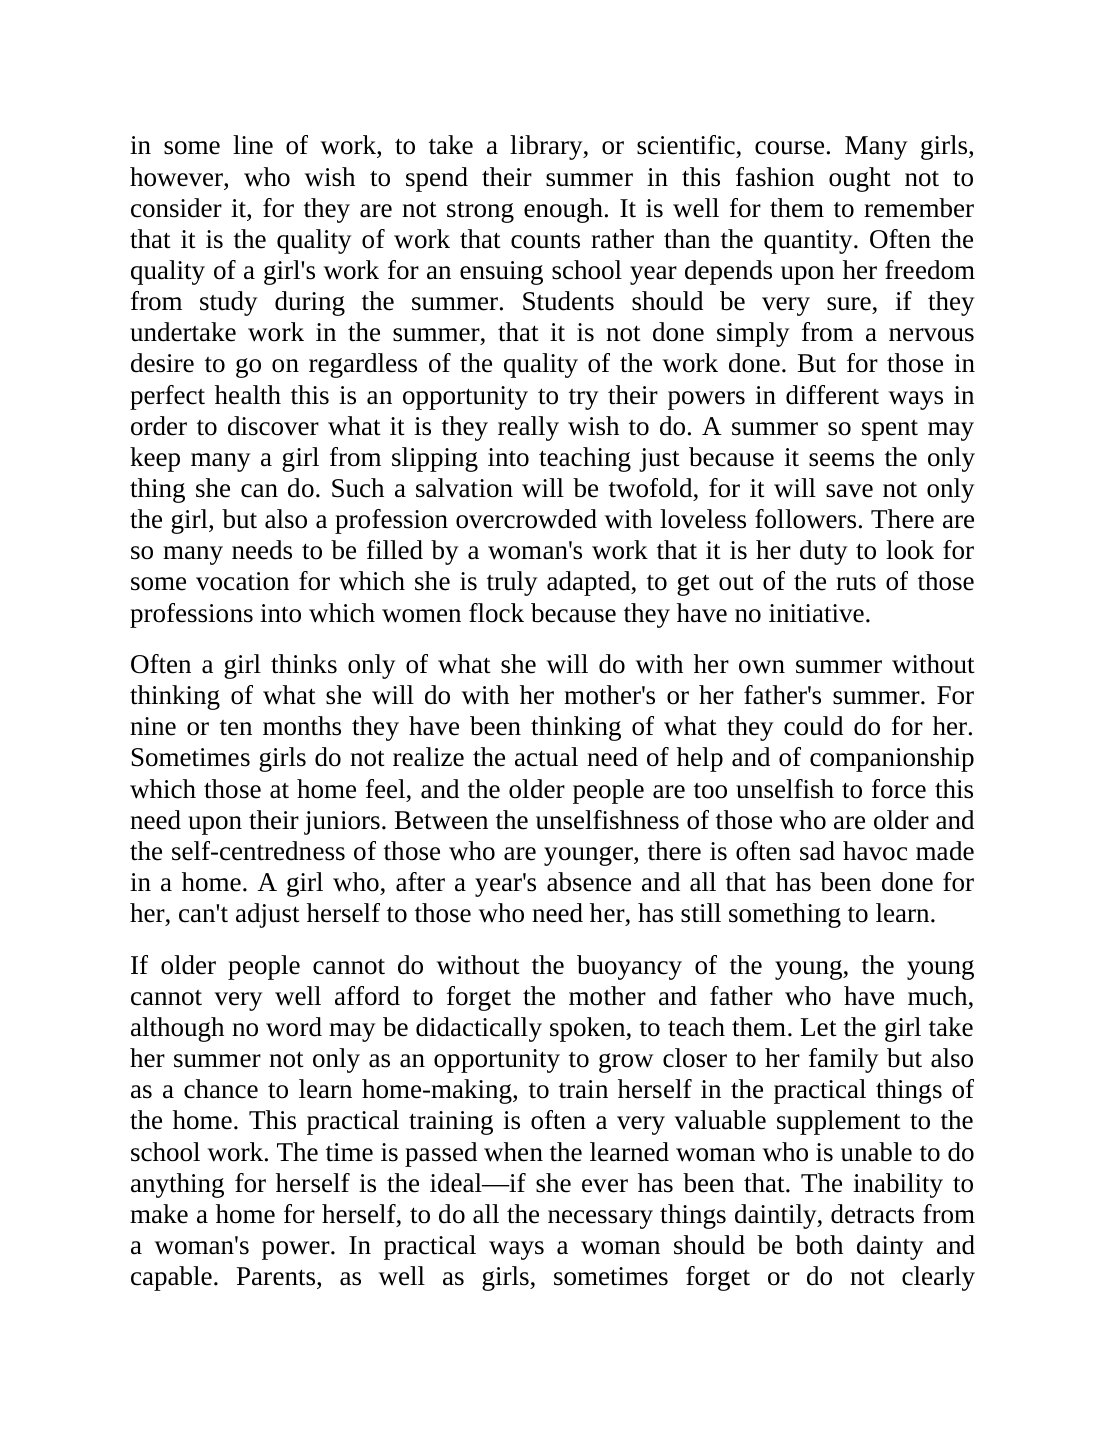 in some line of work, to take a library, or scientific, course. Many girls,
however, who wish to spend their summer in this fashion ought not to
consider it, for they are not strong enough. It is well for them to remember
that it is the quality of work that counts rather than the quantity. Often the
quality of a girl's work for an ensuing school year depends upon her freedom
from study during the summer. Students should be very sure, if they
undertake work in the summer, that it is not done simply from a nervous
desire to go on regardless of the quality of the work done. But for those in
perfect health this is an opportunity to try their powers in different ways in
order to discover what it is they really wish to do. A summer so spent may
keep many a girl from slipping into teaching just because it seems the only
thing she can do. Such a salvation will be twofold, for it will save not only
the girl, but also a profession overcrowded with loveless followers. There are
so many needs to be filled by a woman's work that it is her duty to look for
some vocation for which she is truly adapted, to get out of the ruts of those
professions into which women flock because they have no initiative.
Often a girl thinks only of what she will do with her own summer without
thinking of what she will do with her mother's or her father's summer. For
nine or ten months they have been thinking of what they could do for her.
Sometimes girls do not realize the actual need of help and of companionship
which those at home feel, and the older people are too unselfish to force this
need upon their juniors. Between the unselfishness of those who are older and
the self-centredness of those who are younger, there is often sad havoc made
in a home. A girl who, after a year's absence and all that has been done for
her, can't adjust herself to those who need her, has still something to learn.
If older people cannot do without the buoyancy of the young, the young
cannot very well afford to forget the mother and father who have much,
although no word may be didactically spoken, to teach them. Let the girl take
her summer not only as an opportunity to grow closer to her family but also
as a chance to learn home-making, to train herself in the practical things of
the home. This practical training is often a very valuable supplement to the
school work. The time is passed when the learned woman who is unable to do
anything for herself is the ideal—if she ever has been that. The inability to
make a home for herself, to do all the necessary things daintily, detracts from
a woman's power. In practical ways a woman should be both dainty and
capable. Parents, as well as girls, sometimes forget or do not clearly